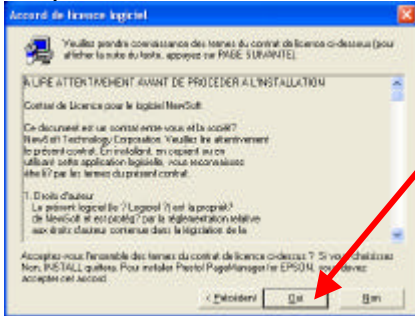 Accord de licence logiciel
Veuillez prendre connaissance des termes du contrat de licence ci-dessous (pour
afficher la suite du texte, appuyez sur PAGE SUIVANTE).
A LIRE ATTENTIVEMENT AVANT DE PROCEDER A L'INSTALLATION
Contrat de Licence pour le logiciel NewSoft
Ce document est un contrat entre vous et la sociét?
NewSoft Technology Corporation. Veuillez lire attentivement
le présent contrat. En installant, en copiant ou en
utilisant cette application logicielle, vous reconnaissez
être li? par les termes du présent contrat.
1. Droits d'auteur
Le présent logiciel (le ? Logiciel ?) est la propriét?
de NewSoft et est protég? par la réglementation relative
aux droits d'auteur contenue dans la législation de la
Acceptez-vous l'ensemble des termes du contrat de licence ci-dessus ? Si vous choisissez
Non, INSTALL quittera. Pour installer Presto! PageManager for EPSON, vous devez
accepter cet accord.
< Précédent
Oui
Non